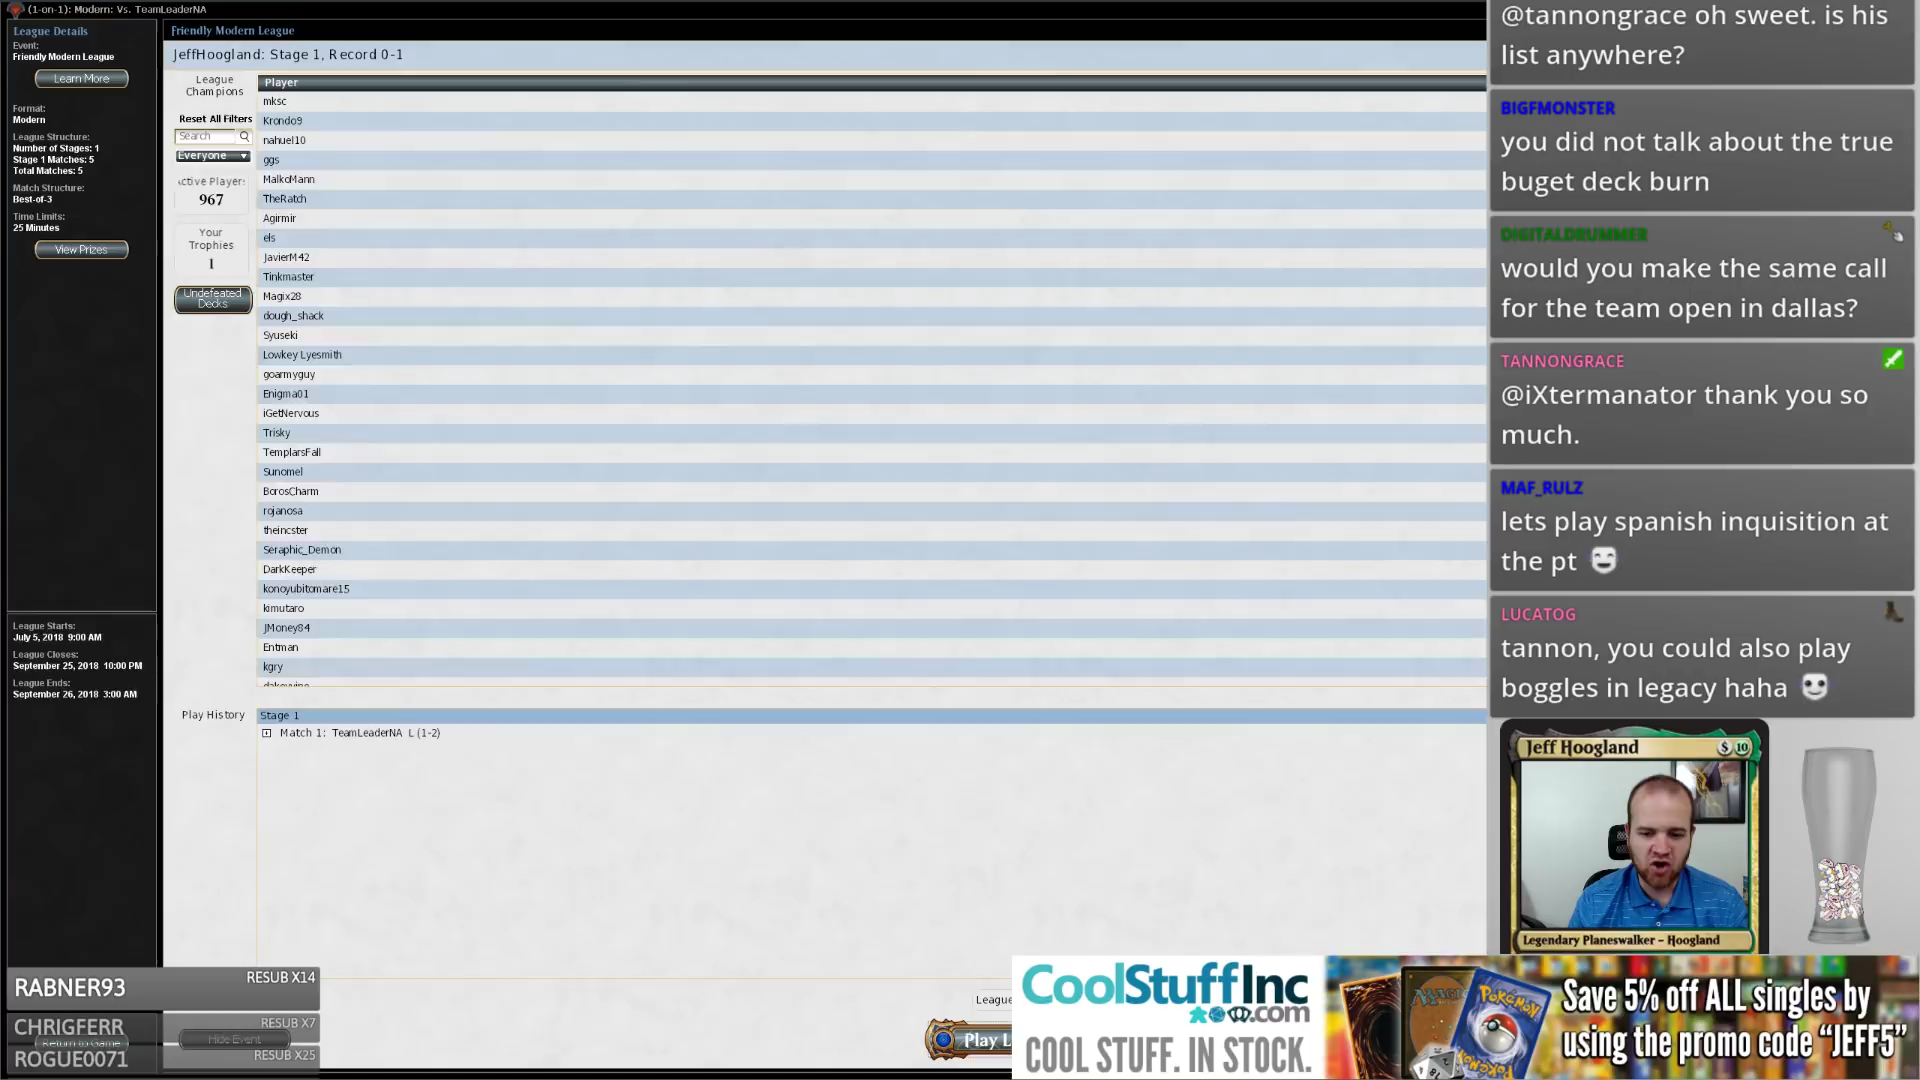 (1-on-1): Modern: Vs. TeamLeaderNA
League Details
Event:
Friendly Modern League
Learn More
Format:
Modern
League Structure:
Number of Stages: 1
Stage 1 Matches: 5
Total Matches: 5
Match Structure:
Best-of-3
Time Limits:
25 Minutes
View Prizes
League Starts:
July 5, 2018 9:00 AM
League Closes:
September 25, 2018 10:00 PM
League Ends:
September 26, 2018 3:00 AM
Friendly Modern League
JeffHoogland: Stage 1, Record 0-1
League
Champions
Reset All Filters
Search
Everyone
Active Players
967
Your
Trophies
1
Undefeated
Decks
Player
mksc
Krondo9
nahuel10
ggs
MalkoMann
TheRatch
Agirmir
els
JavierM42
Tinkmaster
Magix28
dough_shack
Syuseki
Lowkey Lyesmith
goarmyguy
Enigma01
iGetNervous
Trisky
TemplarsFall
Sunomel
BorosCharm
rojanosa
theincster
Seraphic_Demon
DarkKeeper
konoyubitomare15
kimutaro
JMoney84
Entman
kgry
Play History
Stage 1
Match 1: TeamLeaderNA L (1-2)
League
Play L
RABNER93
RESUB X14
CHRIGFERR
RESUB X7
Return to Game
Hide Event
ROGUE0071
RESUB X25
@tannongrace oh sweet. is his
list anywhere?
BIGFMONSTER
you did not talk about the true
buget deck burn
DIGITALDRUMMER
would you make the same call
for the team open in dallas?
TANNONGRACE
@iXtermanator thank you so
much.
MAF_RULZ
lets play spanish inquisition at
the pt
LUCATOG
tannon, you could also play
boggles in legacy haha
Jeff Hoogland
$ 10
Legendary Planeswalker – Hoogland
CoolStuffInc
.com
COOL STUFF. IN STOCK.
MAGIC
POKéMON
Save 5% off ALL singles by
using the promo code "JEFF5"